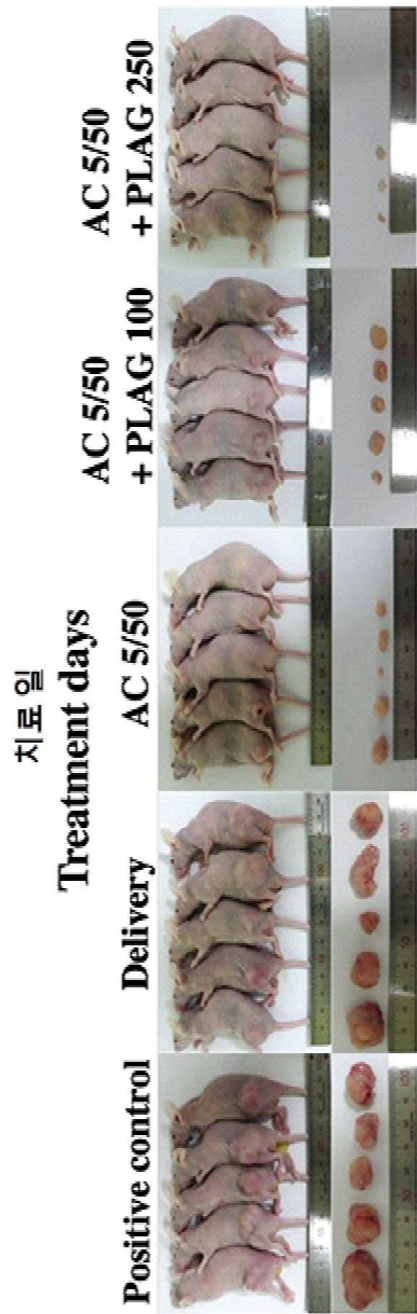 치료 일
Treatment days
Positive control
Delivery
AC 5/50
AC 5/50
+ PLAG 100
AC 5/50
+ PLAG 250